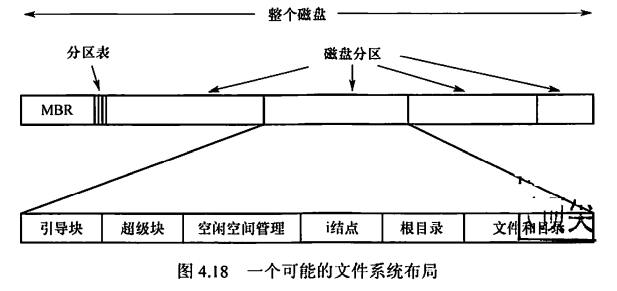 整个磁盘
分区表
磁盘分区
MBR
引导块
超级块
空闲空间管理
i结点
根目录
文件和目录
图 4.18 一个可能的文件系统布局